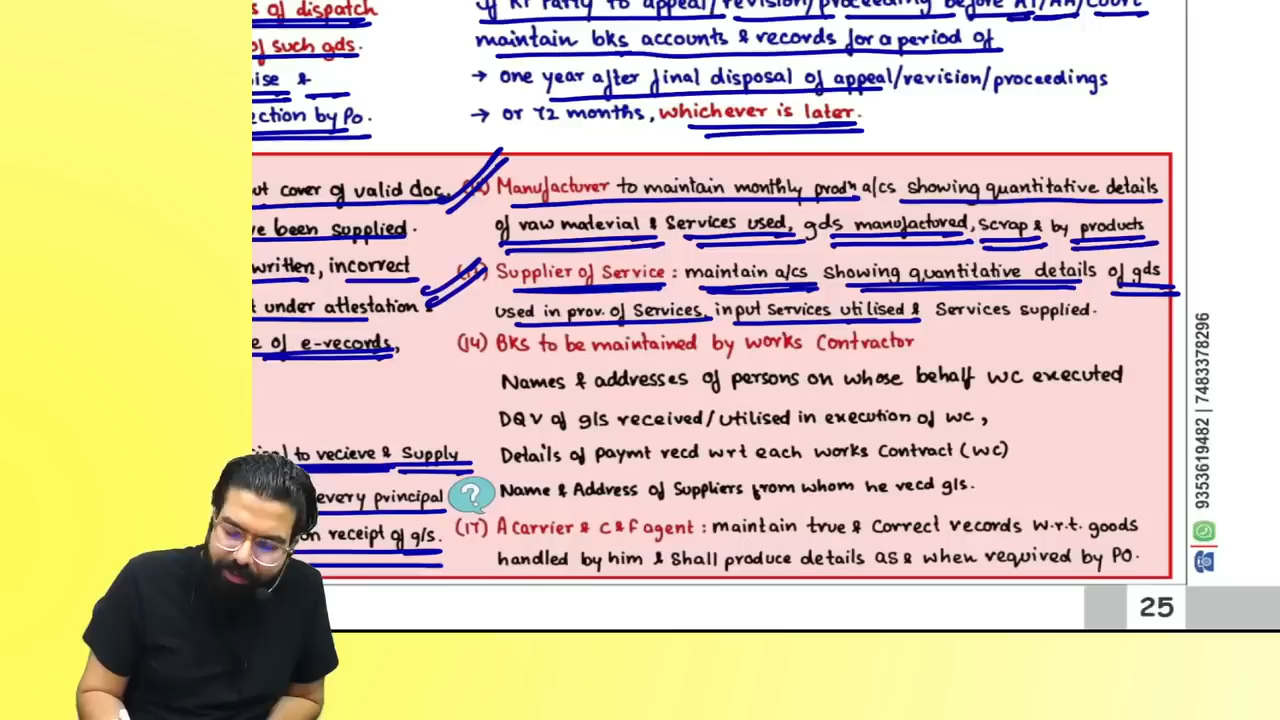 s of dispatch
of such gds.
ise &
ection by Po.
if RP Party to appeal/revision/proceeding before AT/AA/Court
maintain bks accounts & records for a period of
→ one year after final disposal of appeal/revision/proceedings
→ or 72 months, whichever is later.
ut cover of valid doc.
ve been supplied.
written, incorrect
t under attestation &
e of e-records,
to recieve & Supply
every principal
on receipt of g/s.
Manufacturer to maintain monthly prodⁿ a/cs showing quantitative details
of raw material & Services used, gds manufactored, scrap & by products
Supplier of Service: maintain a/cs showing quantitative details of gds
used in prov. of Services, input services utilised & Services supplied.
(14) Bks to be maintained by works Contractor
Names & addresses of persons on whose behalf WC executed
DQV of g/s received/utilised in execution of WC,
Details of paymt recd wrt each works Contract (WC)
? Name & Address of Suppliers from whom he recd g/s.
(17) A Carrier & C & F agent: maintain true & Correct records w.r.t. goods
handled by him & shall produce details as & when required by PO.
9353619482 | 7483378296
25